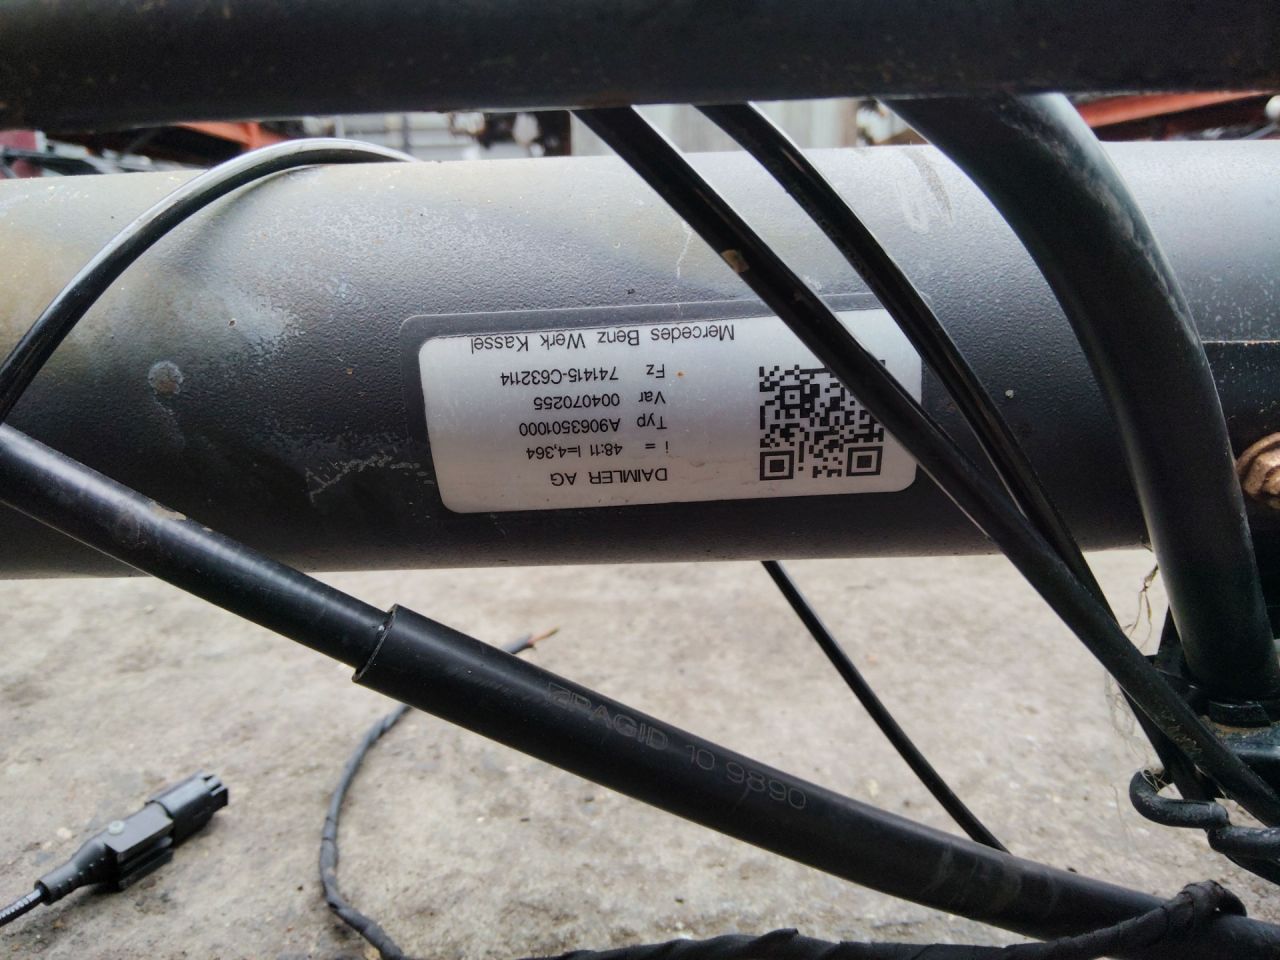 DAIMLER AG
i = 48:11 I=4,364
Typ A9063501000
Var 004070255
Fz 741415-C632114
Mercedes Benz Werk Kassel
PAGID 10 9890